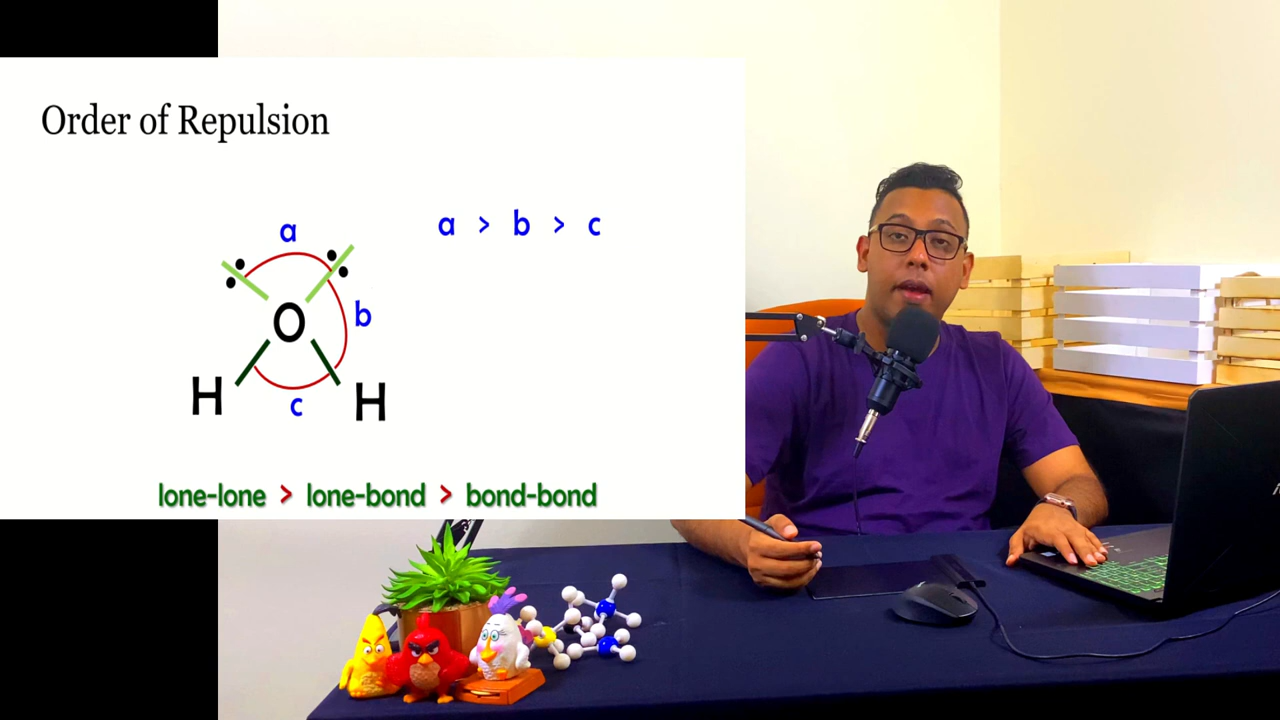 Order of Repulsion
a
a > b > c
b
O
H
H
c
lone-lone > lone-bond > bond-bond